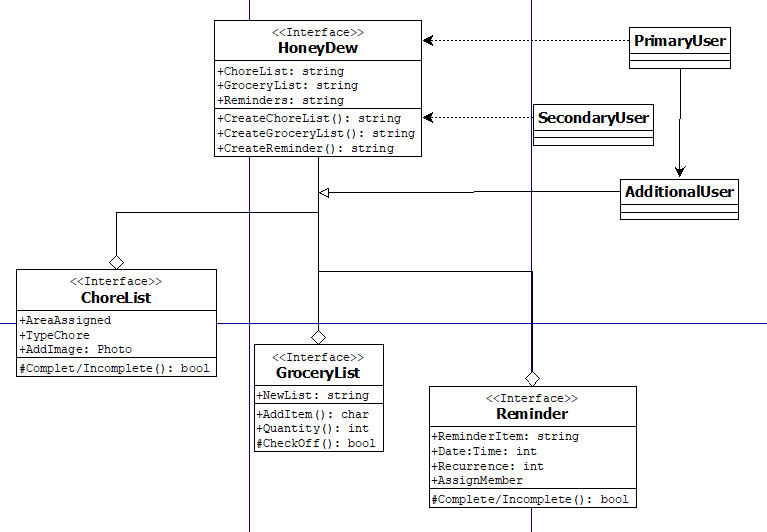 <<Interface>>
HoneyDew
+ChoreList: string
+GroceryList: string
+Reminders: string
+CreateChoreList(): string
+CreateGroceryList(): string
+CreateReminder(): string
PrimaryUser
SecondaryUser
AdditionalUser
<<Interface>>
ChoreList
+AreaAssigned
+TypeChore
+AddImage: Photo
#Complet/Incomplete(): bool
<<Interface>>
GroceryList
+NewList: string
+AddItem(): char
+Quantity(): int
#CheckOff(): bool
<<Interface>>
Reminder
+ReminderItem: string
+Date:Time: int
+Recurrence: int
+AssignMember
#Complete/Incomplete(): bool